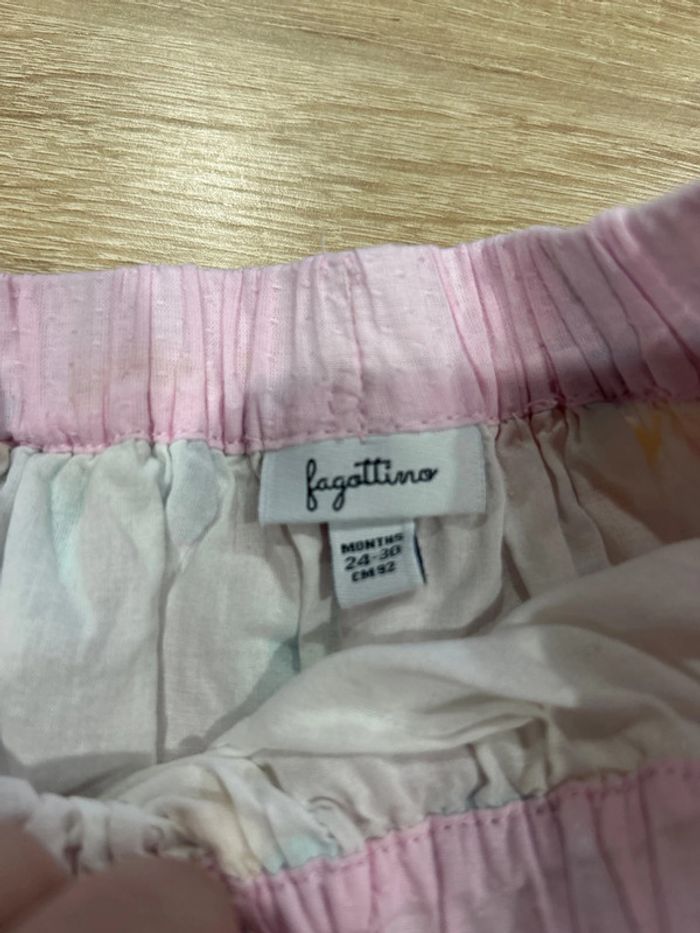 fagottino
MONTHS
24-30
CM 92